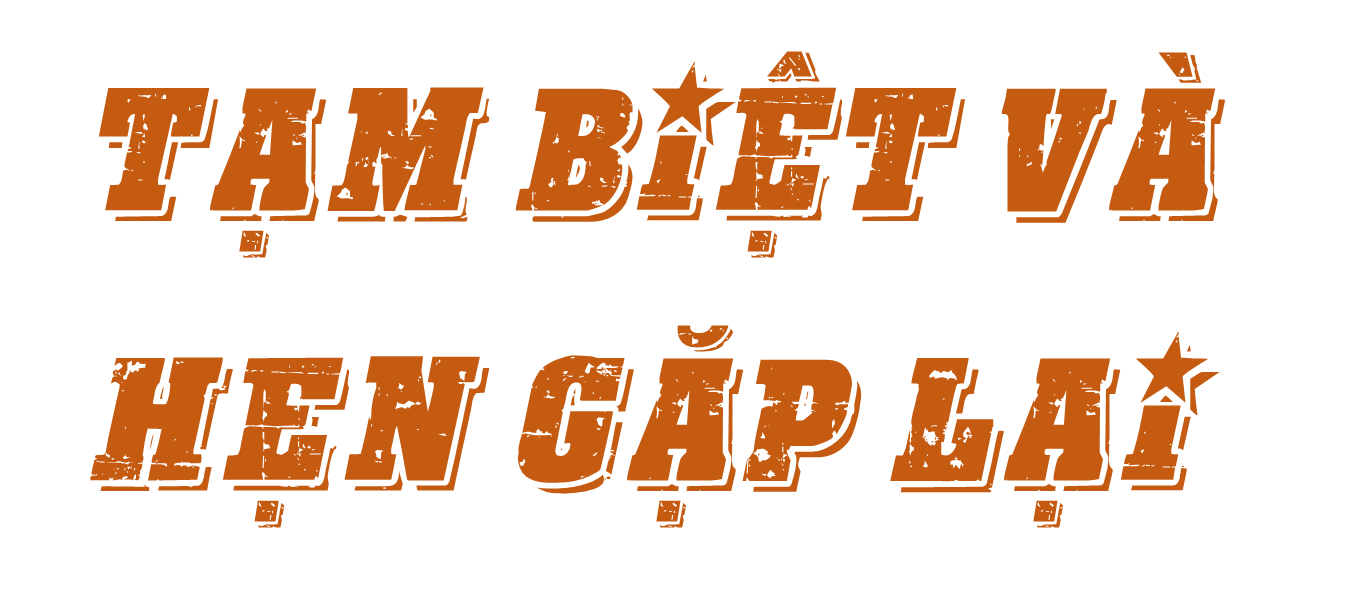 TẠM BIỆT VÀ
HẸN GẶP LẠI